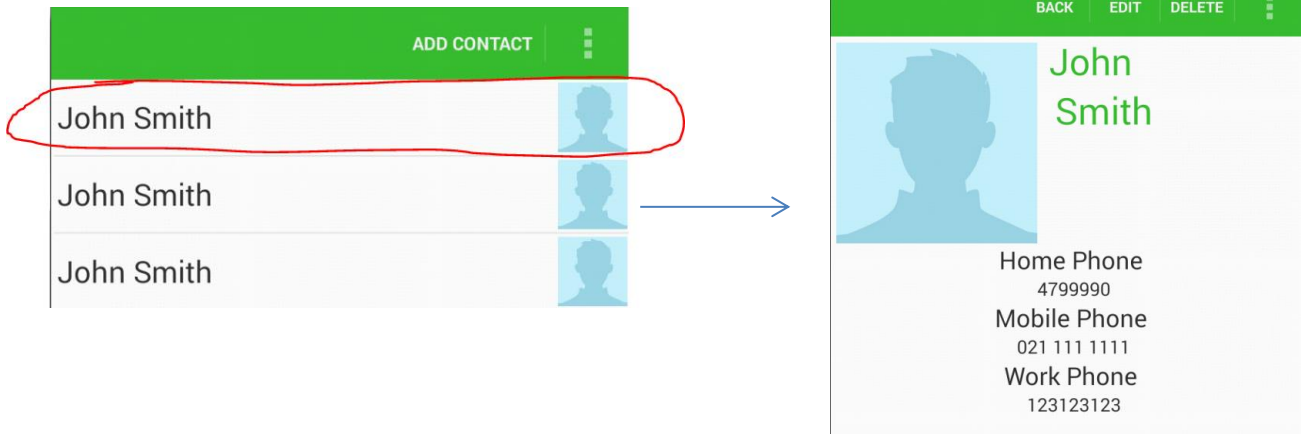 ADD CONTACT
John Smith
John Smith
John Smith
BACK EDIT DELETE
John
Smith
Home Phone
4799990
Mobile Phone
021 111 1111
Work Phone
123123123